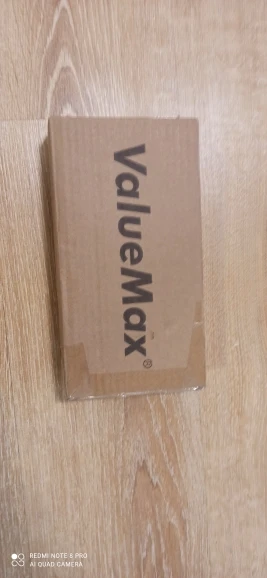 ValueMax®
REDMI NOTE 8 PRO
AI QUAD CAMERA